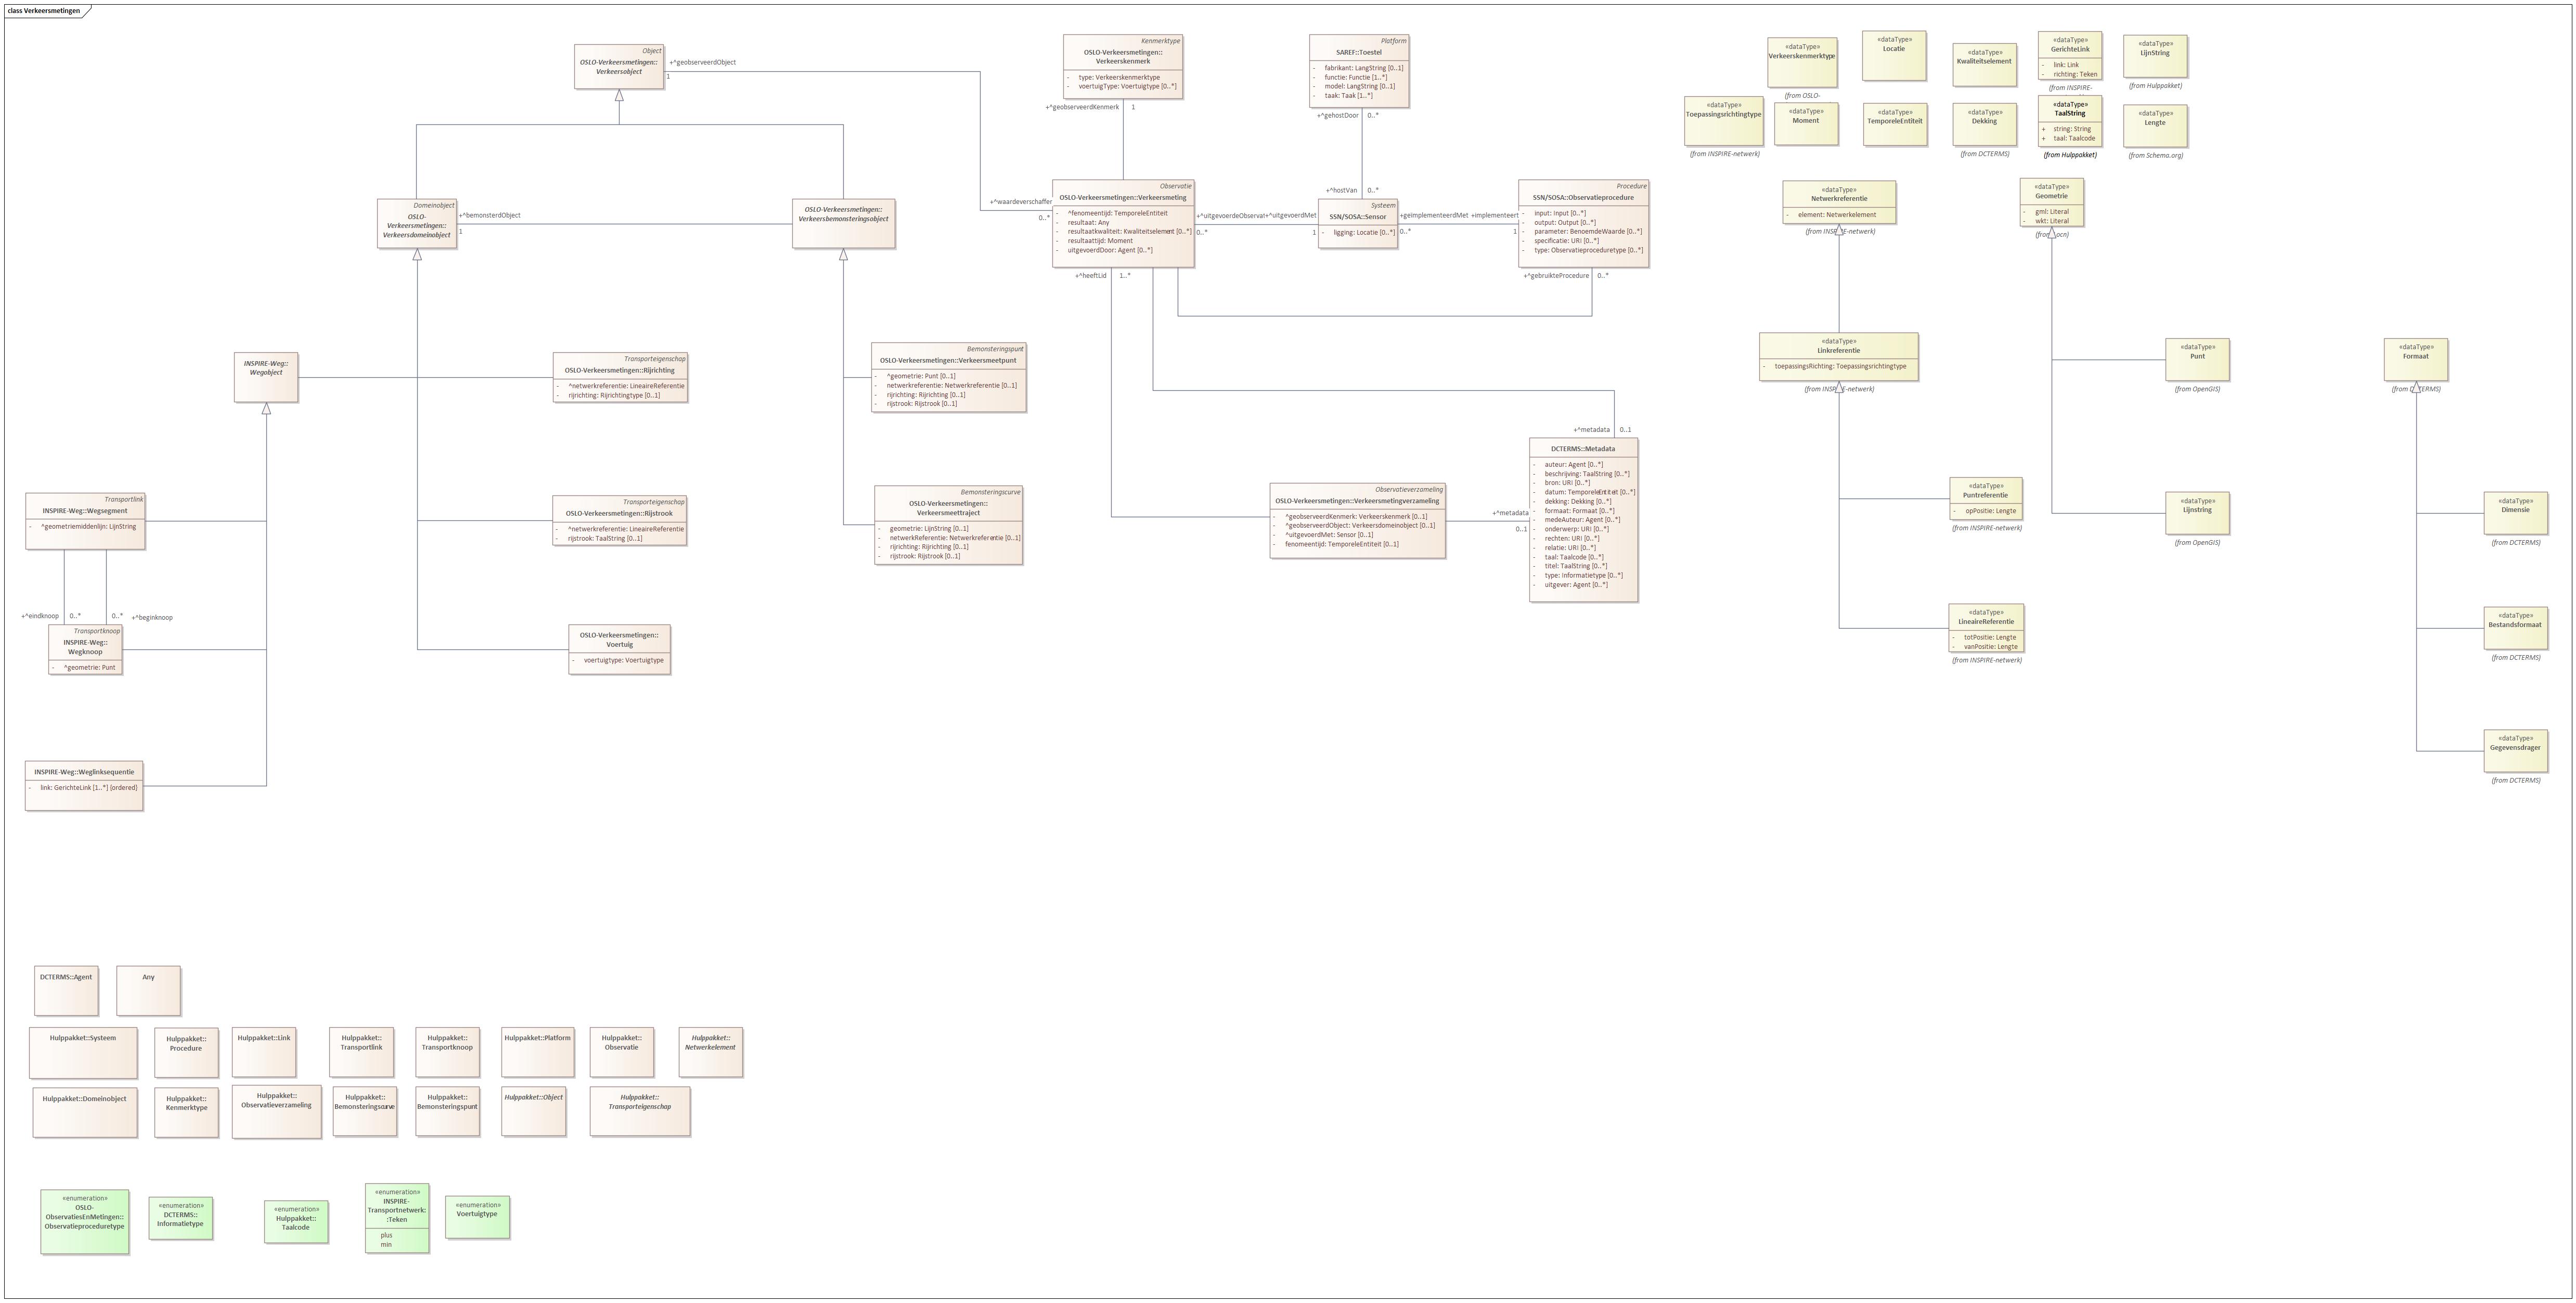 class Verkeersmetingen
Object
OSLO-Verkeersmetingen::
Verkeersobject
+^geobserveerdObject
1
Kenmerktype
OSLO-Verkeersmetingen::
Verkeerskenmerk
- type: Verkeerskenmerktype
- voertuigType: Voertuigtype [0..*]
+^geobserveerdKenmerk
1
Platform
SAREF::Toestel
- fabrikant: LangString [0..1]
- functie: Functie [1..*]
- model: LangString [0..1]
- taak: Taak [1..*]
+^gehostDoor
0..*
+^hostVan
0..*
Domeinobject
OSLO-
Verkeersmetingen::
Verkeersdomeinobject
+^bemonsterdObject
1
OSLO-Verkeersmetingen::
Verkeersbemonsteringsobject
+^waardeverschaffer
0..*
Observatie
OSLO-Verkeersmetingen::Verkeersmeting
- ^fenomeentijd: TemporeleEntiteit
- resultaat: Any
- resultaatkwaliteit: Kwaliteitselement [0..*]
- resultaattijd: Moment
- uitgevoerdDoor: Agent [0..*]
+^uitgevoerdeObservat
+^uitgevoerdMet
0..*
1
Systeem
SSN/SOSA::Sensor
- ligging: Locatie [0..*]
+geïmplementeerdMet
+implementeert
0..*
1
Procedure
SSN/SOSA::Observatieprocedure
- input: Input [0..*]
- output: Output [0..*]
- parameter: BenoemdeWaarde [0..*]
- specificatie: URI [0..*]
- type: Observatieproceduretype [0..*]
+^heeftLid
1..*
+^gebruikteProcedure
0..*
INSPIRE-Weg::
Wegobject
Transporteigenschap
OSLO-Verkeersmetingen::Rijrichting
- ^netwerkreferentie: LineaireReferentie
- rijrichting: Rijrichtingtype [0..1]
Bemonsteringspunt
OSLO-Verkeersmetingen::Verkeersmeetpunt
- ^geometrie: Punt [0..1]
- netwerkreferentie: Netwerkreferentie [0..1]
- rijrichting: Rijrichting [0..1]
- rijstrook: Rijstrook [0..1]
Transportlink
INSPIRE-Weg::Wegsegment
- ^geometriemiddenlijn: LijnString
Transporteigenschap
OSLO-Verkeersmetingen::Rijstrook
- ^netwerkreferentie: LineaireReferentie
- rijstrook: TaalString [0..1]
Bemonsteringscurve
OSLO-Verkeersmetingen::
Verkeersmeettraject
- geometrie: LijnString [0..1]
- netwerkReferentie: Netwerkreferentie [0..1]
- rijrichting: Rijrichting [0..1]
- rijstrook: Rijstrook [0..1]
Observatieverzameling
OSLO-Verkeersmetingen::Verkeersmetingverzameling
- ^geobserveerdKenmerk: Verkeerskenmerk [0..1]
- ^geobserveerdObject: Verkeersdomeinobject [0..1]
- ^uitgevoerdMet: Sensor [0..1]
- fenomeentijd: TemporeleEntiteit [0..1]
+^metadata
0..1
+^metadata
0..1
DCTERMS::Metadata
- auteur: Agent [0..*]
- beschrijving: TaalString [0..*]
- bron: URI [0..*]
- datum: TemporeleEntiteit [0..*]
- dekking: Dekking [0..*]
- formaat: Formaat [0..*]
- medeAuteur: Agent [0..*]
- onderwerp: URI [0..*]
- rechten: URI [0..*]
- relatie: URI [0..*]
- taal: Taalcode [0..*]
- titel: TaalString [0..*]
- type: Informatietype [0..*]
- uitgever: Agent [0..*]
+^eindknoop
0..*
0..*
+^beginknoop
Transportknoop
INSPIRE-Weg::
Wegknoop
- ^geometrie: Punt
OSLO-Verkeersmetingen::
Voertuig
- voertuigtype: Voertuigtype
INSPIRE-Weg::Weglinksequentie
- link: GerichteLink [1..*] {ordered}
«dataType»
Verkeerskenmerktype
(from OSLO-
«dataType»
Locatie
«dataType»
Kwaliteitselement
«dataType»
GerichteLink
- link: Link
- richting: Teken
(from INSPIRE-
«dataType»
LijnString
(from Hulppakket)
«dataType»
Toepassingsrichtingtype
(from INSPIRE-netwerk)
«dataType»
Moment
«dataType»
TemporeleEntiteit
«dataType»
Dekking
(from DCTERMS)
«dataType»
TaalString
+ string: String
+ taal: Taalcode
(from Hulppakket)
«dataType»
Lengte
(from Schema.org)
«dataType»
Netwerkreferentie
- element: Netwerkelement
(from INSPIRE-netwerk)
«dataType»
Geometrie
- gml: Literal
- wkt: Literal
«dataType»
Linkreferentie
- toepassingsRichting: Toepassingsrichtingtype
(from INSPIRE-netwerk)
«dataType»
Punt
(from OpenGIS)
«dataType»
Formaat
(from DCTERMS)
«dataType»
Puntreferentie
- opPositie: Lengte
(from INSPIRE-netwerk)
«dataType»
Lijnstring
(from OpenGIS)
«dataType»
Dimensie
(from DCTERMS)
«dataType»
LineaireReferentie
- totPositie: Lengte
- vanPositie: Lengte
(from INSPIRE-netwerk)
«dataType»
Bestandsformaat
(from DCTERMS)
«dataType»
Gegevensdrager
(from DCTERMS)
DCTERMS::Agent
Any
Hulppakket::Systeem
Hulppakket::
Procedure
Hulppakket::Link
Hulppakket::
Transportlink
Hulppakket::
Transportknoop
Hulppakket::Platform
Hulppakket::
Observatie
Hulppakket::
Netwerkelement
Hulppakket::Domeinobject
Hulppakket::
Kenmerktype
Hulppakket::
Observatieverzameling
Hulppakket::
Bemonsteringscurve
Hulppakket::
Bemonsteringspunt
Hulppakket::Object
Hulppakket::
Transporteigenschap
«enumeration»
OSLO-
ObservatiesEnMetingen::
Observatieproceduretype
«enumeration»
DCTERMS::
Informatietype
«enumeration»
Hulppakket::
Taalcode
«enumeration»
INSPIRE-
Transportnetwerk:
:Teken
plus
min
«enumeration»
Voertuigtype